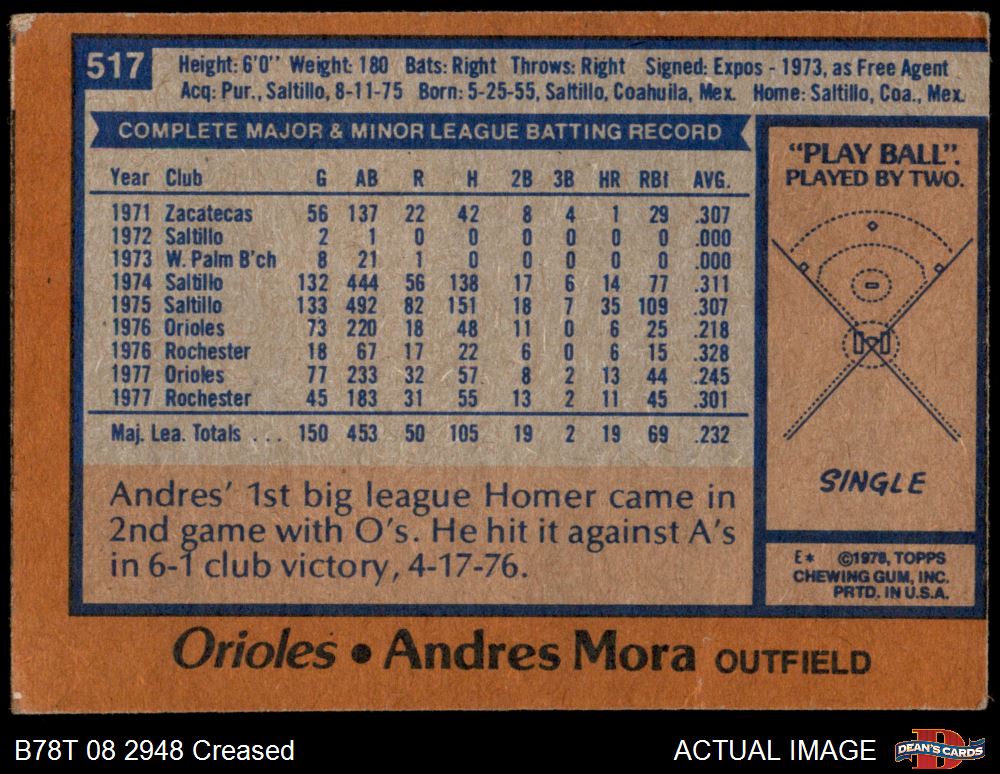 517
Height: 6'0" Weight: 180 Bats: Right Throws: Right Signed: Expos - 1973, as Free Agent
Acq: Pur., Saltillo, 8-11-75 Born: 5-25-55, Saltillo, Coahuila, Mex. Home: Saltillo, Coa., Mex.
COMPLETE MAJOR & MINOR LEAGUE BATTING RECORD
Year Club G AB R H 2B 3B HR RBI AVG.
1971 Zacatecas 56 137 22 42 8 4 1 29 .307
1972 Saltillo 2 1 0 0 0 0 0 0 .000
1973 W. Palm B'ch 8 21 1 0 0 0 0 0 .000
1974 Saltillo 132 444 56 138 17 6 14 77 .311
1975 Saltillo 133 492 82 151 18 7 35 109 .307
1976 Orioles 73 220 18 48 11 0 6 25 .218
1976 Rochester 18 67 17 22 6 0 6 15 .328
1977 Orioles 77 233 32 57 8 2 13 44 .245
1977 Rochester 45 183 31 55 13 2 11 45 .301
Maj. Lea. Totals . . . 150 453 50 105 19 2 19 69 .232
Andres' 1st big league Homer came in
2nd game with O's. He hit it against A's
in 6-1 club victory, 4-17-76.
"PLAY BALL".
PLAYED BY TWO.
SINGLE
E* ©1978, TOPPS
CHEWING GUM, INC.
PRTD. IN U.S.A.
Orioles • Andres Mora OUTFIELD
B78T 08 2948 Creased
ACTUAL IMAGE
D
DEAN'S CARDS